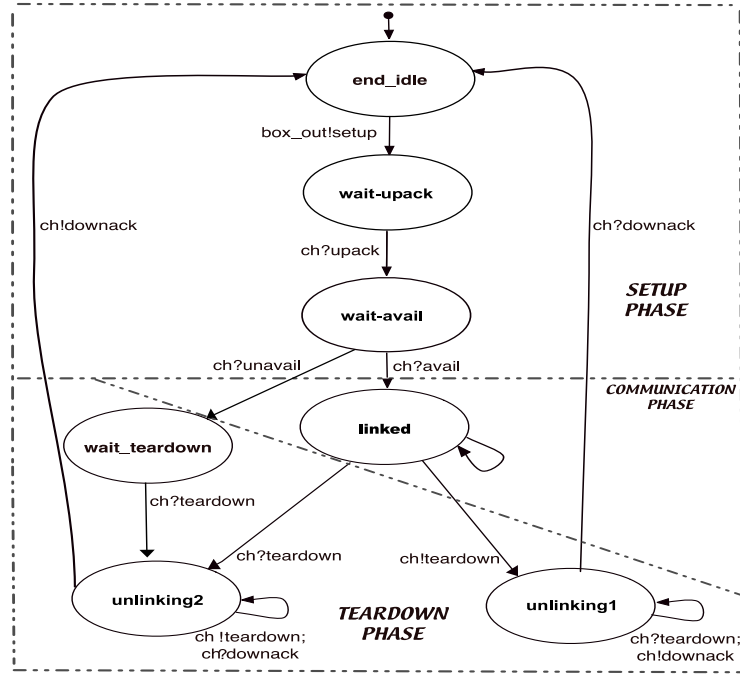 end_idle
box_out!setup
wait-upack
ch!downack
ch?downack
ch?upack
SETUP
PHASE
wait-avail
ch?unavail
ch?avail
COMMUNICATION
PHASE
linked
wait_teardown
ch?teardown
ch?teardown
ch!teardown
unlinking2
unlinking1
TEARDOWN
PHASE
ch !teardown;
ch?downack
ch?teardown;
ch!downack